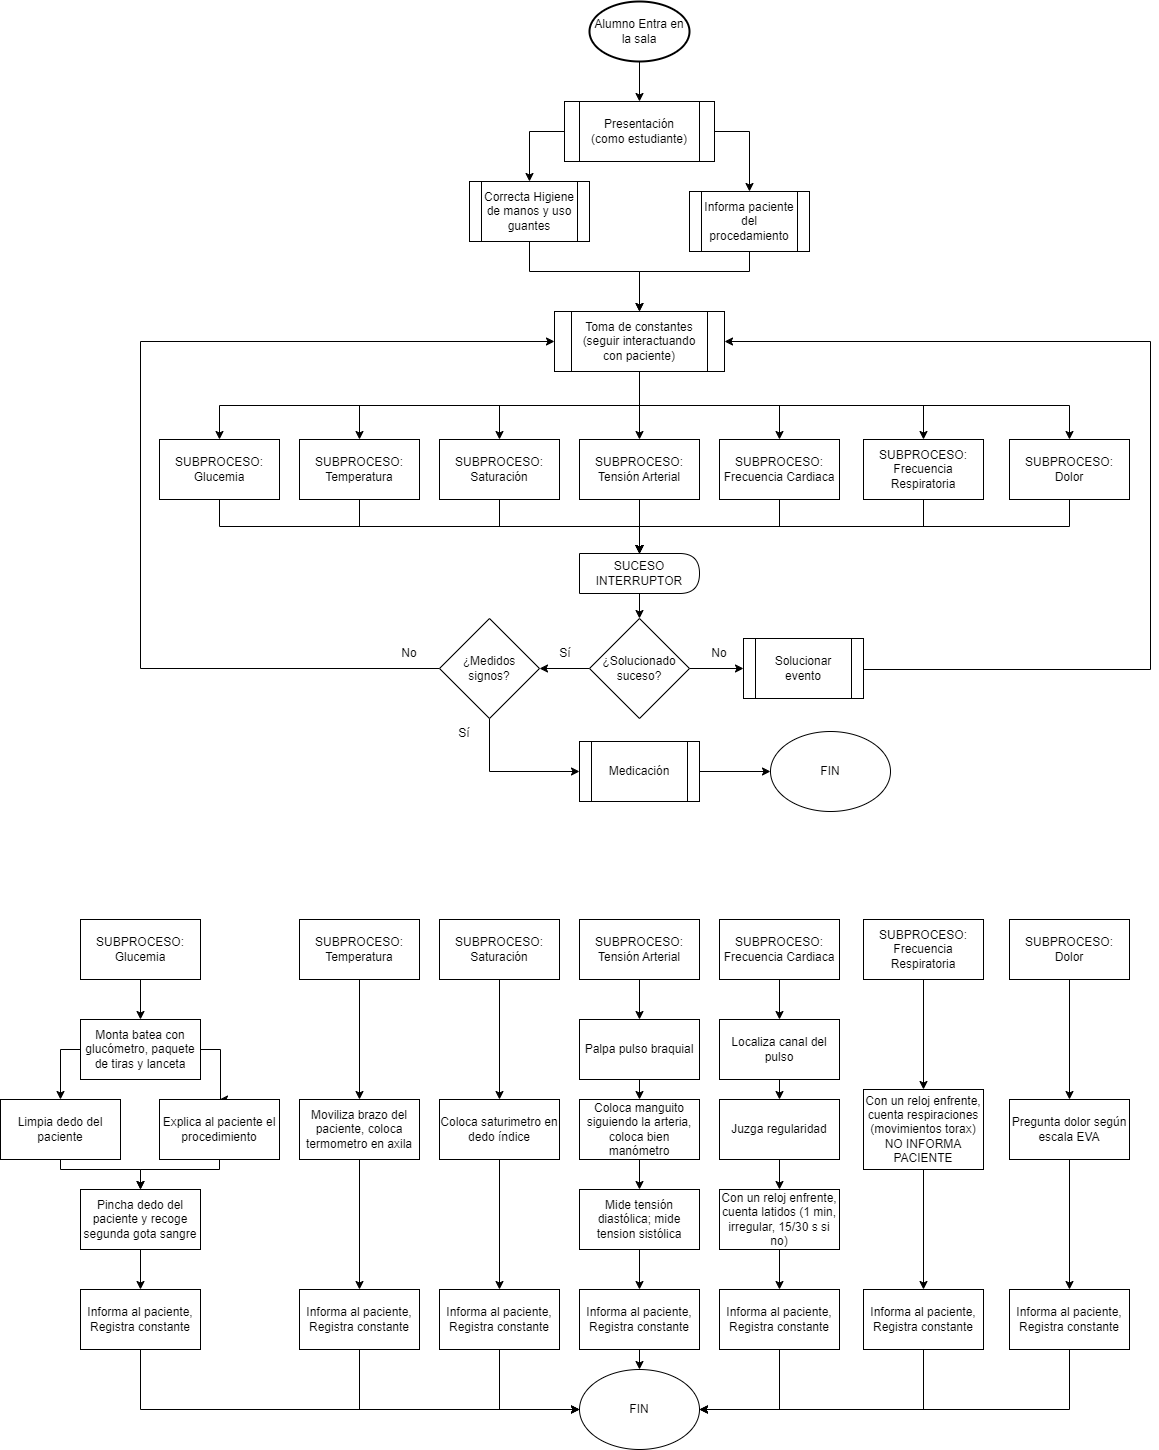 Alumno Entra en
la sala
Presentación
(como estudiante)
Correcta Higiene
de manos y uso
guantes
Informa paciente
del
procedamiento
Toma de constantes
(seguir interactuando
con paciente)
SUBPROCESO:
Glucemia
SUBPROCESO:
Temperatura
SUBPROCESO:
Saturación
SUBPROCESO:
Tensión Arterial
SUBPROCESO:
Frecuencia Cardiaca
SUBPROCESO:
Frecuencia
Respiratoria
SUBPROCESO:
Dolor
SUCESO
INTERRUPTOR
No
¿Medidos
signos?
Sí
¿Solucionado
suceso?
No
Solucionar
evento
Sí
Medicación
FIN
SUBPROCESO:
Glucemia
SUBPROCESO:
Temperatura
SUBPROCESO:
Saturación
SUBPROCESO:
Tensión Arterial
SUBPROCESO:
Frecuencia Cardiaca
SUBPROCESO:
Frecuencia
Respiratoria
SUBPROCESO:
Dolor
Monta batea con
glucómetro, paquete
de tiras y lanceta
Palpa pulso braquial
Localiza canal del
pulso
Limpia dedo del
paciente
Explica al paciente el
procedimiento
Moviliza brazo del
paciente, coloca
termometro en axila
Coloca saturimetro en
dedo índice
Coloca manguito
siguiendo la arteria,
coloca bien
manómetro
Juzga regularidad
Con un reloj enfrente,
cuenta respiraciones
(movimientos torax)
NO INFORMA
PACIENTE
Pregunta dolor según
escala EVA
Pincha dedo del
paciente y recoge
segunda gota sangre
Mide tensión
diastólica; mide
tension sistólica
Con un reloj enfrente,
cuenta latidos (1 min,
irregular, 15/30 s si
no)
Informa al paciente,
Registra constante
Informa al paciente,
Registra constante
Informa al paciente,
Registra constante
Informa al paciente,
Registra constante
Informa al paciente,
Registra constante
Informa al paciente,
Registra constante
Informa al paciente,
Registra constante
FIN